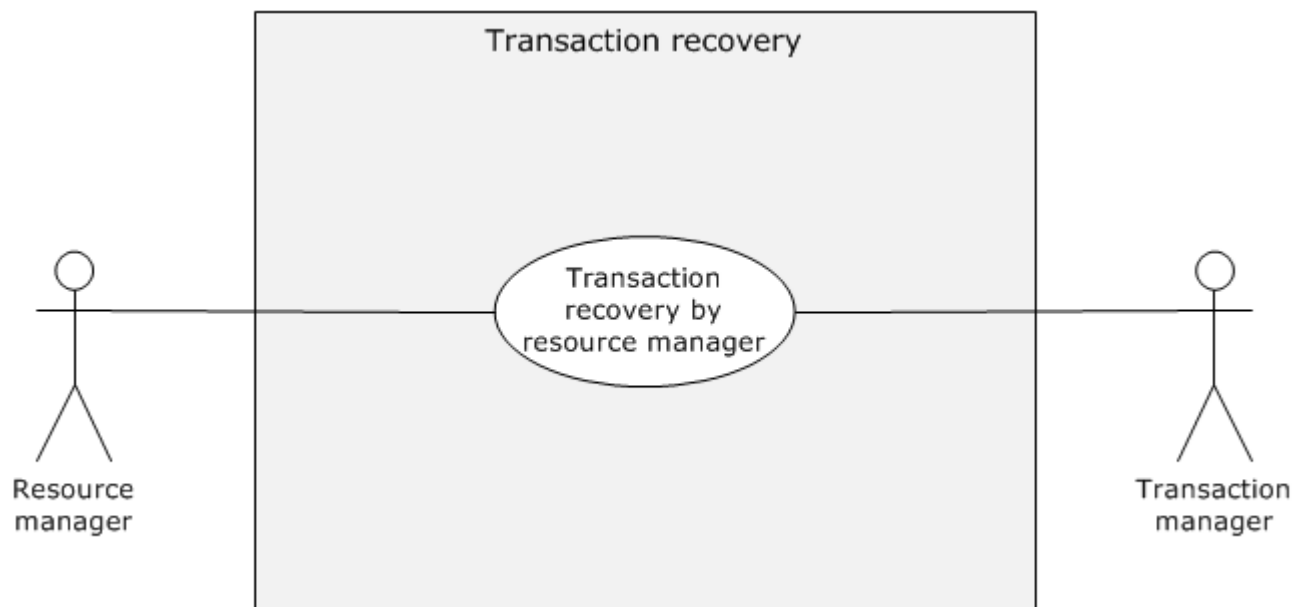 Transaction recovery
Transaction
recovery by
resource manager
Resource
manager
Transaction
manager